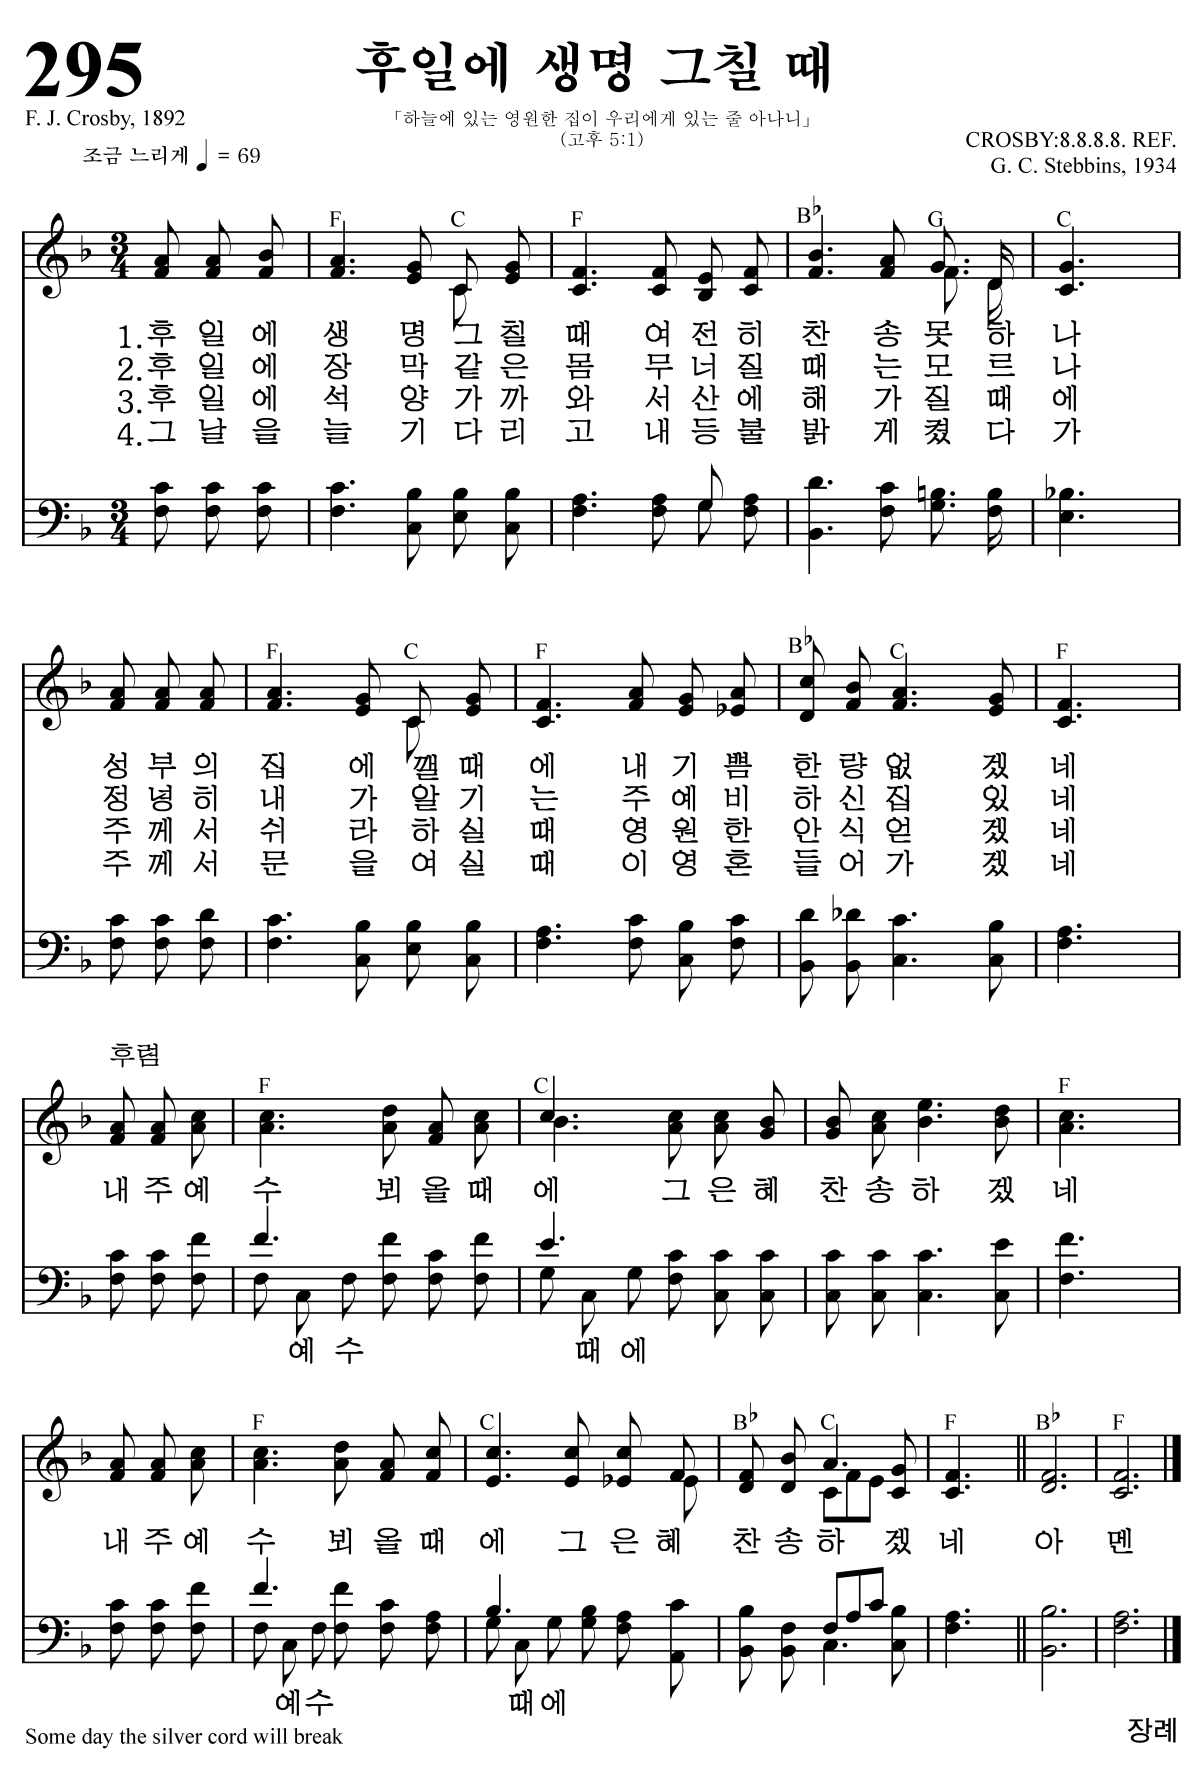 295
후일에 생명 그칠 때
F. J. Crosby, 1892
「하늘에 있는 영원한 집이 우리에게 있는 줄 아나니」
(고후 5:1)
조금 느리게 ♩ = 69
CROSBY:8.8.8.8. REF.
G. C. Stebbins, 1934
F C F B♭ G C
3 4
1.후 일 에 생 명 그 칠 때 여 전 히 찬 송 못 하 나
2.후 일 에 장 막 같 은 몸 무 너 질 때 는 모 르 나
3.후 일 에 석 양 가 까 와 서 산 에 해 가 질 때 에
4.그 날 을 늘 기 다 리 고 내 등 불 밝 게 켰 다 가
3 4
F C F B♭ C F
성 부 의 집 에 깰 때 에 내 기 쁨 한 량 없 겠 네
정 녕 히 내 가 알 기 는 주 예 비 하 신 집 있 네
주 께 서 쉬 라 하 실 때 영 원 한 안 식 얻 겠 네
주 께 서 문 을 여 실 때 이 영 혼 들 어 가 겠 네
후렴
F C F
내 주 예 수 뵈 올 때 에 그 은 혜 찬 송 하 겠 네
예 수 때 에
F C B♭ C F B♭ F
내 주 예 수 뵈 올 때 에 그 은 혜 찬 송 하 겠 네 아 멘
예수 때에
Some day the silver cord will break
장례